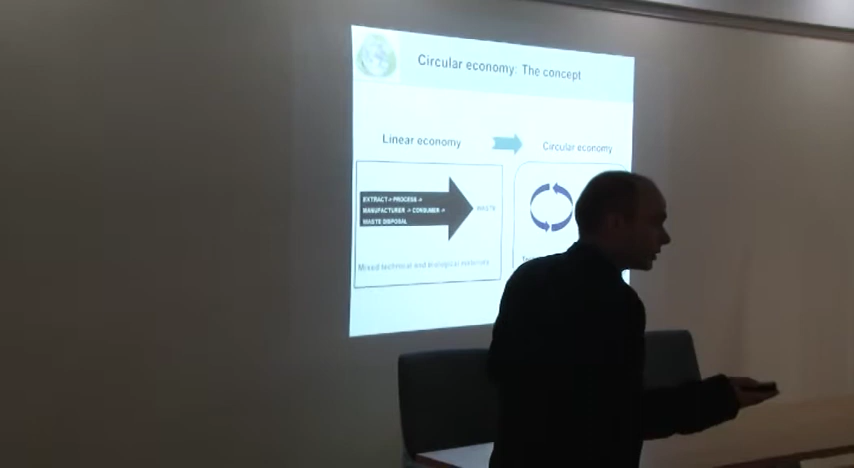 Circular economy: The concept
Linear economy
Circular economy
EXTRACT-> PROCESS ->
MANUFACTURER -> CONSUMER ->
WASTE DISPOSAL
WASTE
Mixed technical and biological materials